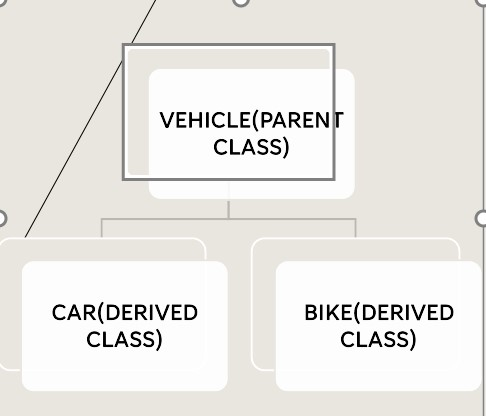 VEHICLE(PARENT
CLASS)
CAR(DERIVED
CLASS)
BIKE(DERIVED
CLASS)